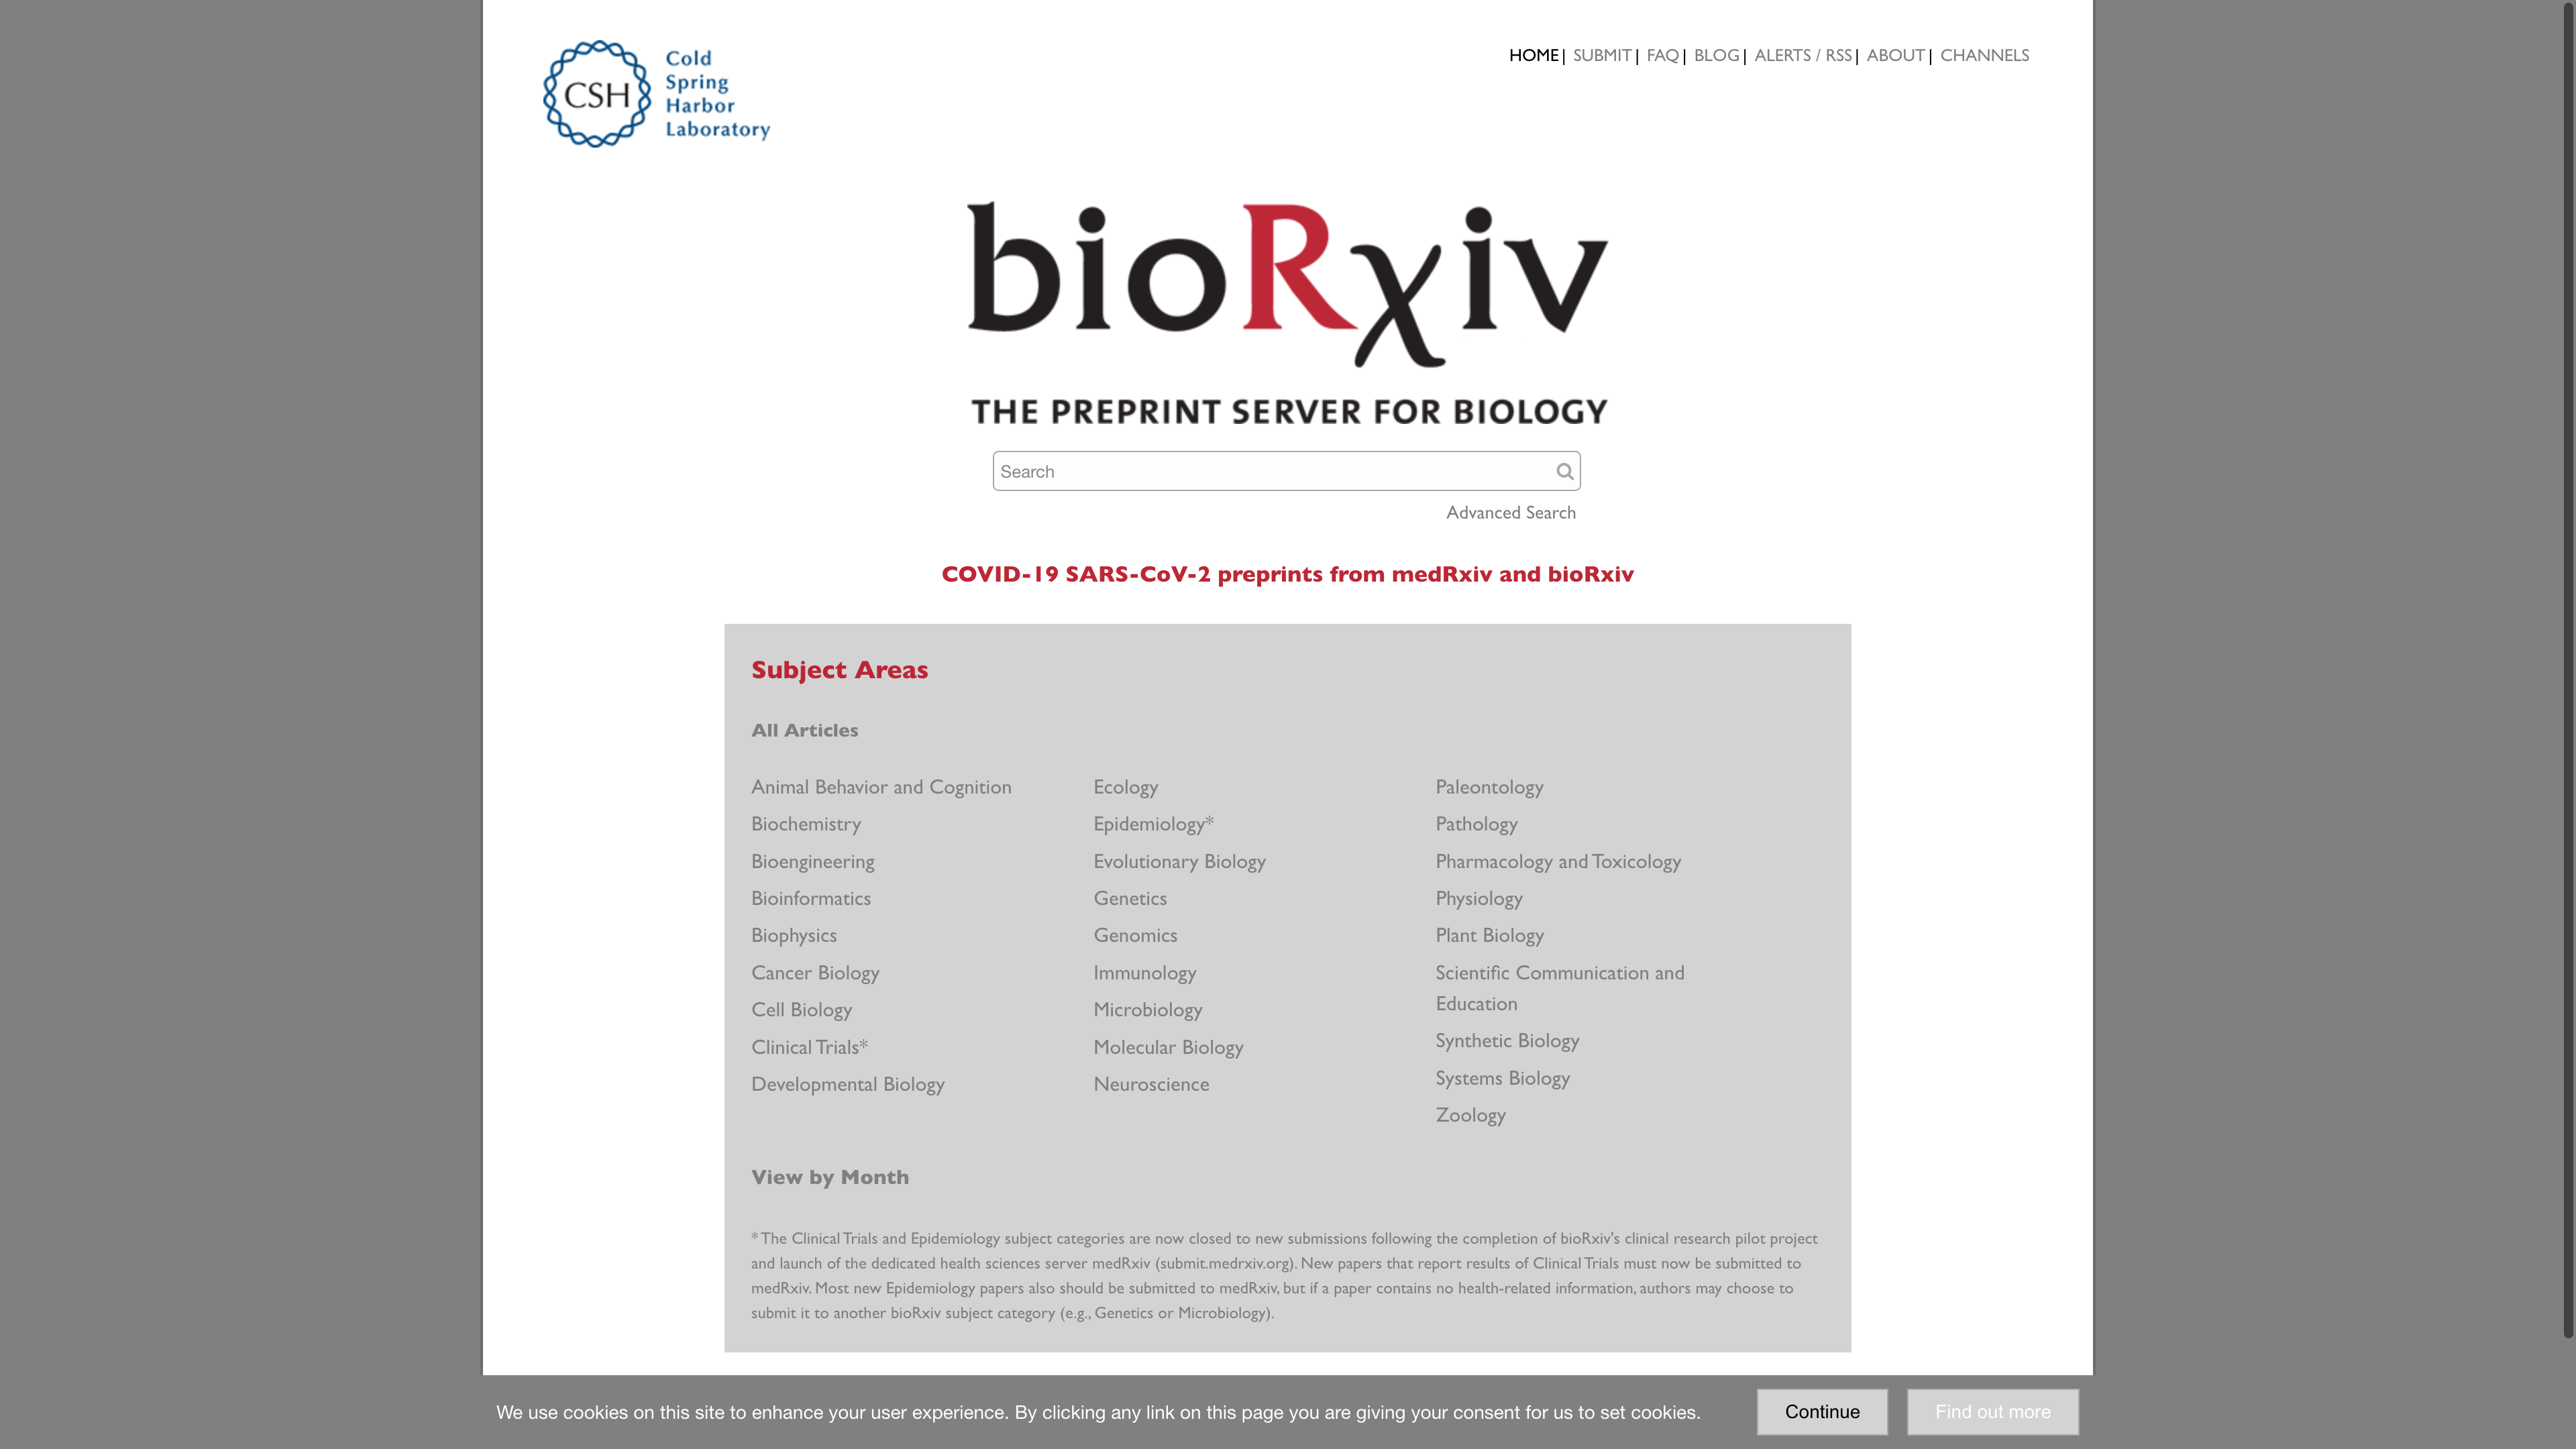 CSH
Cold
Spring
Harbor
Laboratory
HOME | SUBMIT | FAQ | BLOG | ALERTS / RSS | ABOUT | CHANNELS
bioRxiv
THE PREPRINT SERVER FOR BIOLOGY
Search
Advanced Search
COVID-19 SARS-CoV-2 preprints from medRxiv and bioRxiv
Subject Areas
All Articles
Animal Behavior and Cognition
Biochemistry
Bioengineering
Bioinformatics
Biophysics
Cancer Biology
Cell Biology
Clinical Trials*
Developmental Biology
Ecology
Epidemiology*
Evolutionary Biology
Genetics
Genomics
Immunology
Microbiology
Molecular Biology
Neuroscience
Paleontology
Pathology
Pharmacology and Toxicology
Physiology
Plant Biology
Scientific Communication and
Education
Synthetic Biology
Systems Biology
Zoology
View by Month
* The Clinical Trials and Epidemiology subject categories are now closed to new submissions following the completion of bioRxiv's clinical research pilot project
and launch of the dedicated health sciences server medRxiv (submit.medrxiv.org). New papers that report results of Clinical Trials must now be submitted to
medRxiv. Most new Epidemiology papers also should be submitted to medRxiv, but if a paper contains no health-related information, authors may choose to
submit it to another bioRxiv subject category (e.g., Genetics or Microbiology).
We use cookies on this site to enhance your user experience. By clicking any link on this page you are giving your consent for us to set cookies.
Continue
Find out more